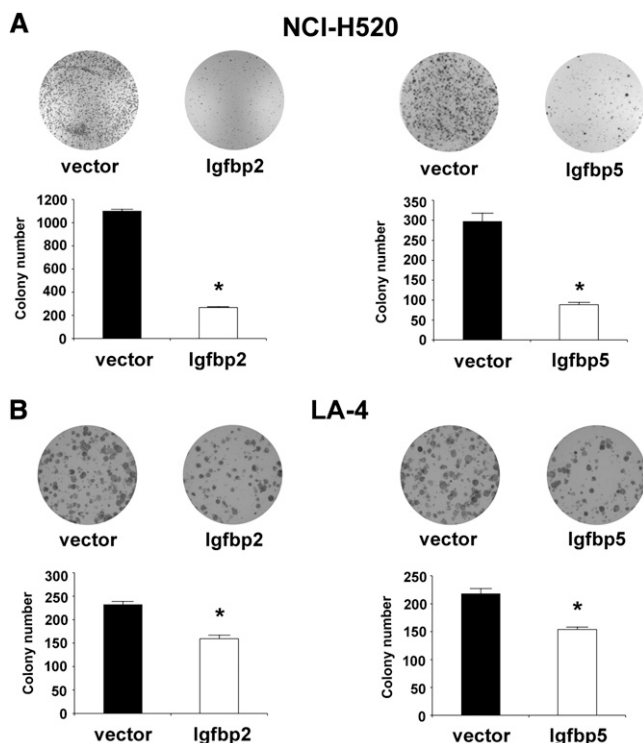 A
NCI-H520
vector
Igfbp2
vector
Igfbp5
Colony number
1200
1000
800
600
400
200
0
*
vector
Igfbp2
Colony number
350
300
250
200
150
100
50
0
*
vector
Igfbp5
B
LA-4
vector
Igfbp2
vector
Igfbp5
Colony number
300
250
200
150
100
50
0
*
vector
Igfbp2
Colony number
250
200
150
100
50
0
*
vector
Igfbp5